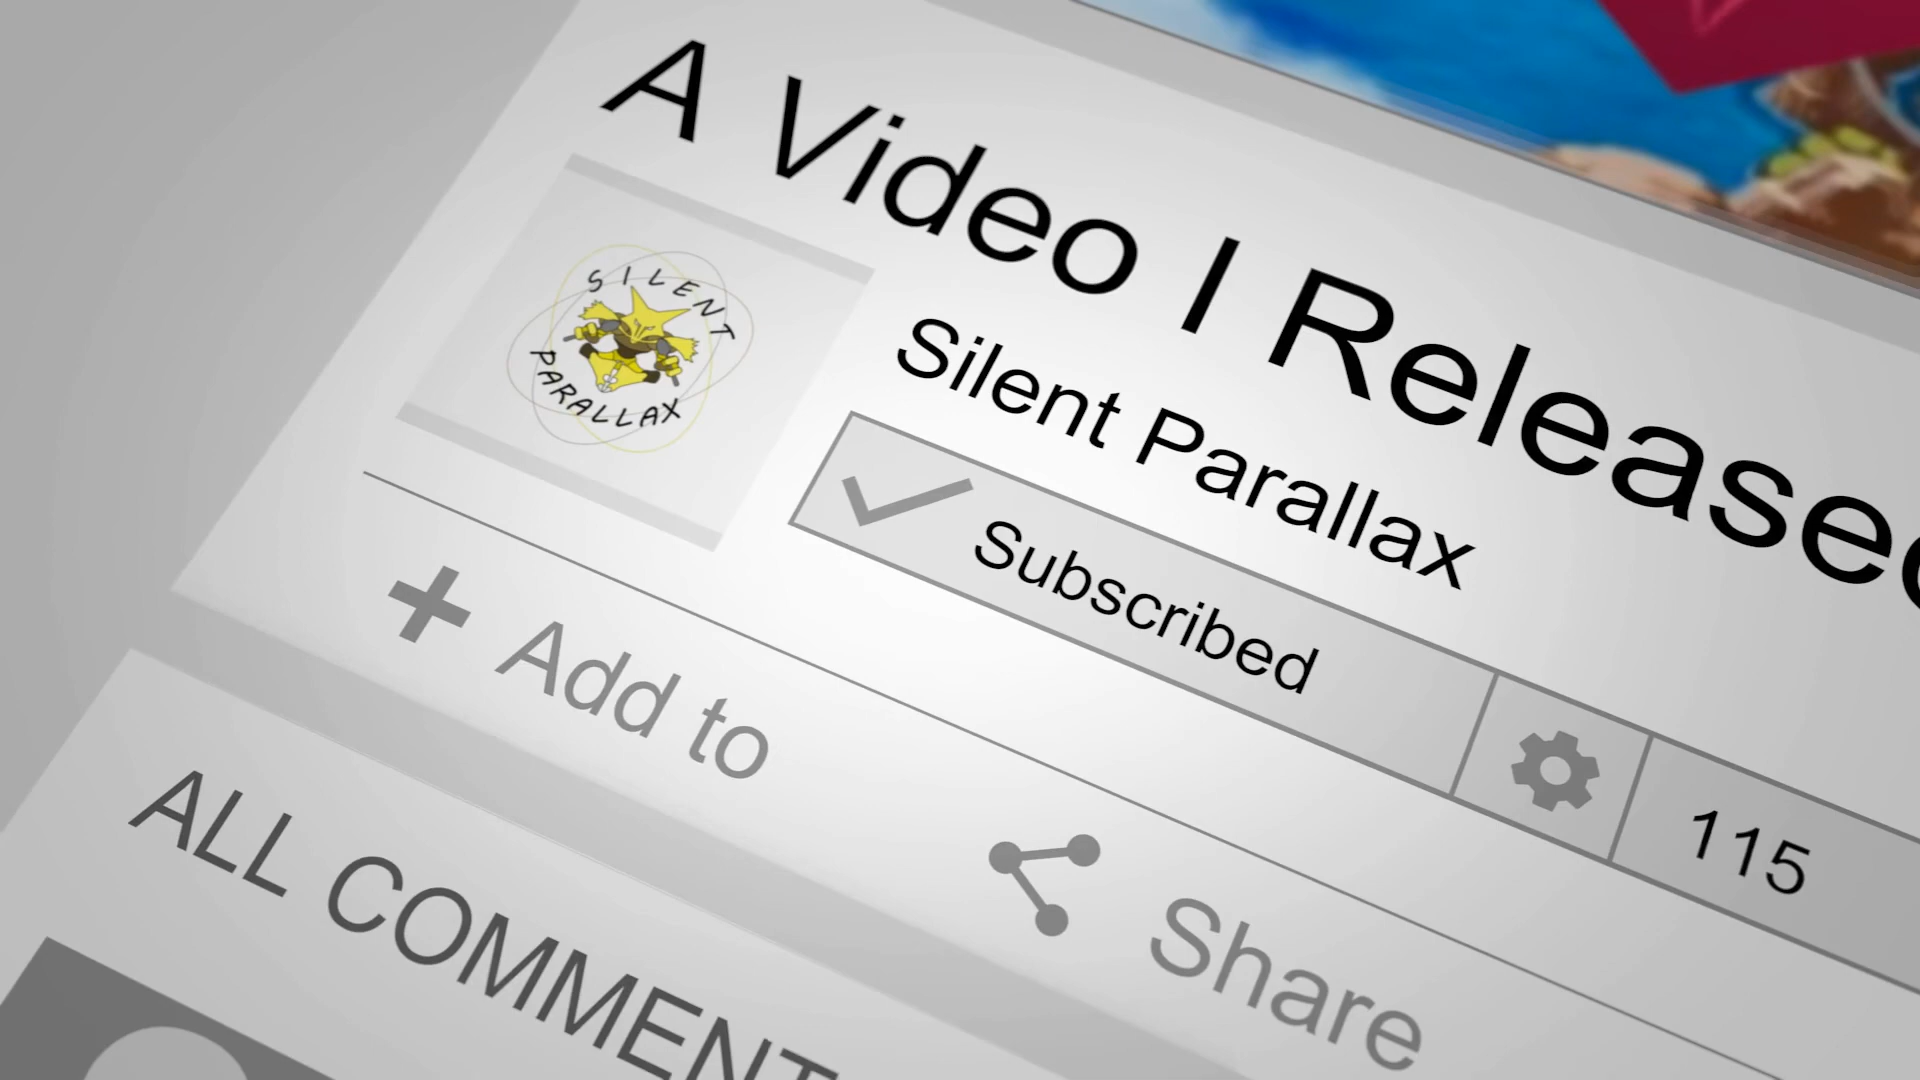 A Video I Release
SILENT
PARALLAX
Silent Parallax
Subscribed
115
Add to
Share
ALL COMMENT